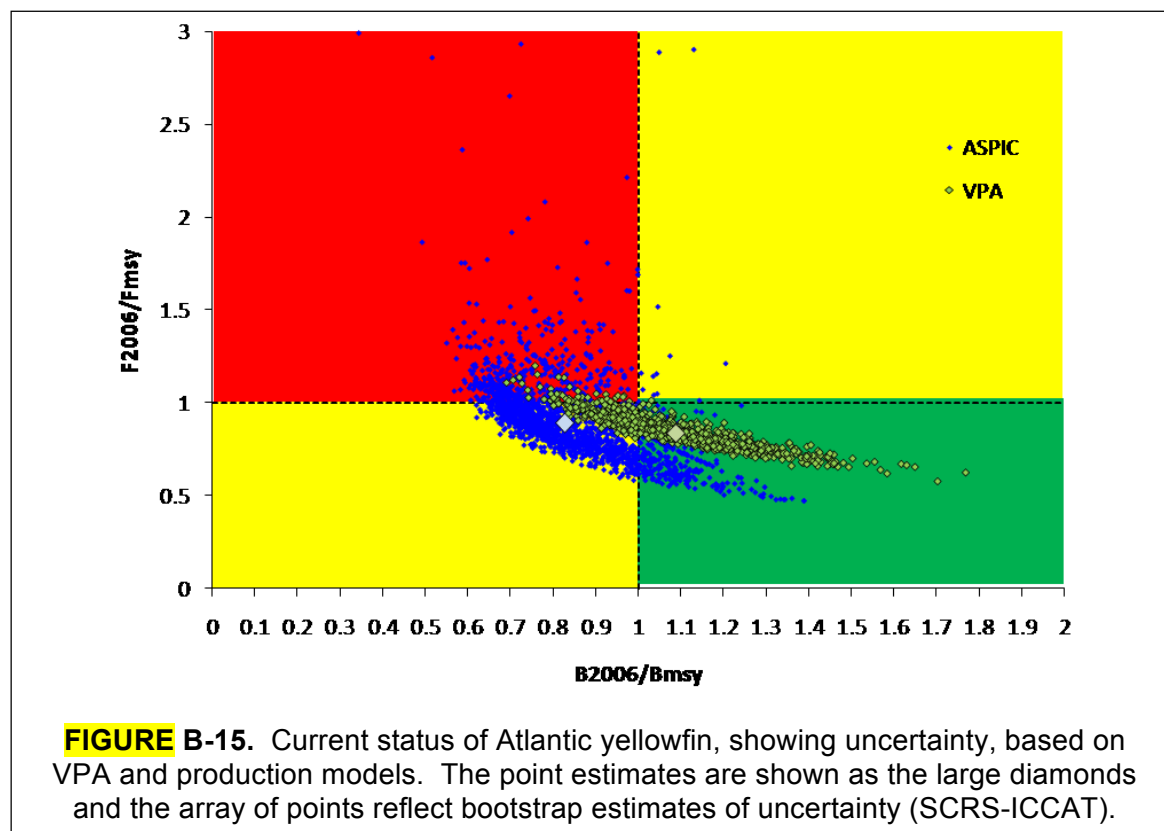 3
2.5
2
1.5
1
0.5
0
F2006/Fmsy
ASPIC
VPA
0 0.1 0.2 0.3 0.4 0.5 0.6 0.7 0.8 0.9 1 1.1 1.2 1.3 1.4 1.5 1.6 1.7 1.8 1.9 2
B2006/Bmsy
FIGURE B-15. Current status of Atlantic yellowfin, showing uncertainty, based on
VPA and production models. The point estimates are shown as the large diamonds
and the array of points reflect bootstrap estimates of uncertainty (SCRS-ICCAT).